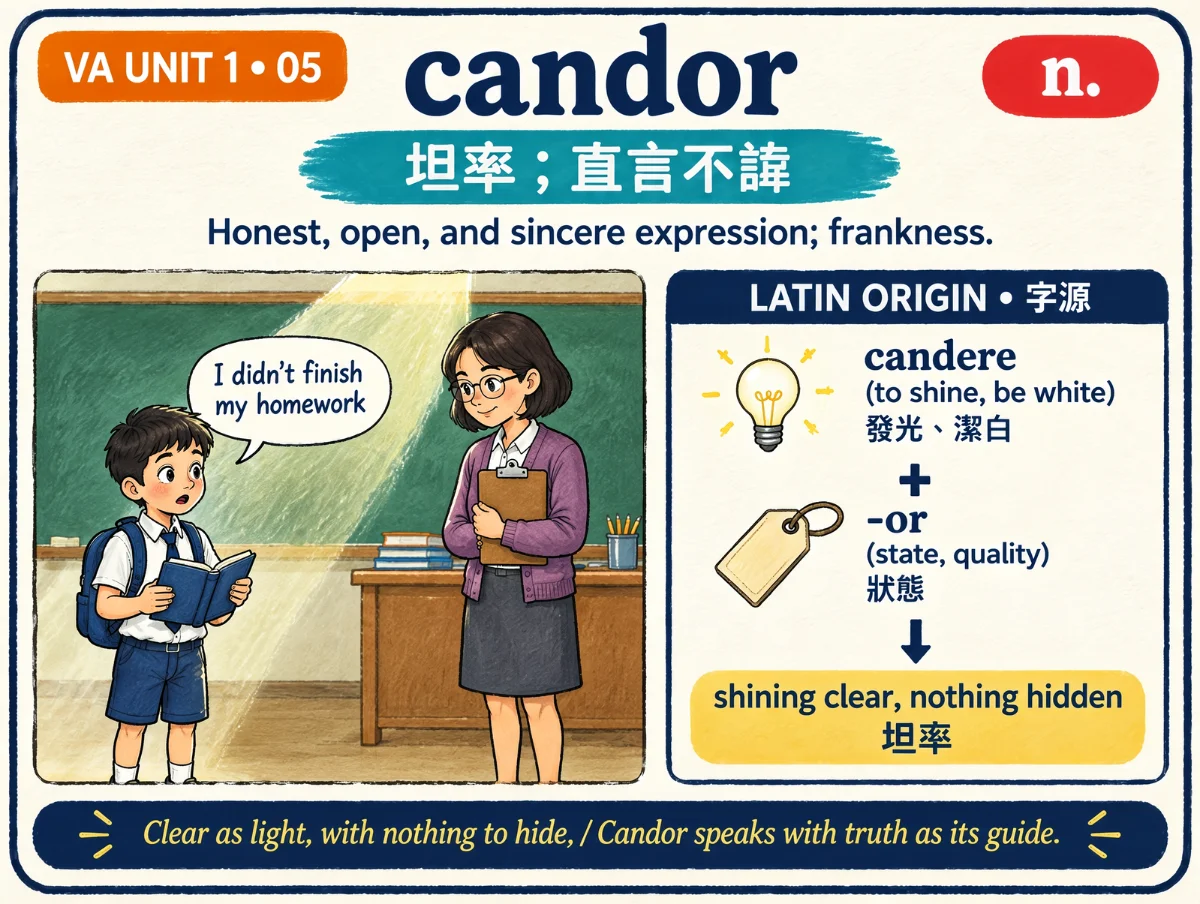 VA UNIT 1 • 05
candor
n.
坦率；直言不諱
Honest, open, and sincere expression; frankness.
I didn't finish
my homework
LATIN ORIGIN • 字源
candere
(to shine, be white)
發光、潔白
+
-or
(state, quality)
狀態
shining clear, nothing hidden
坦率
Clear as light, with nothing to hide, / Candor speaks with truth as its guide.